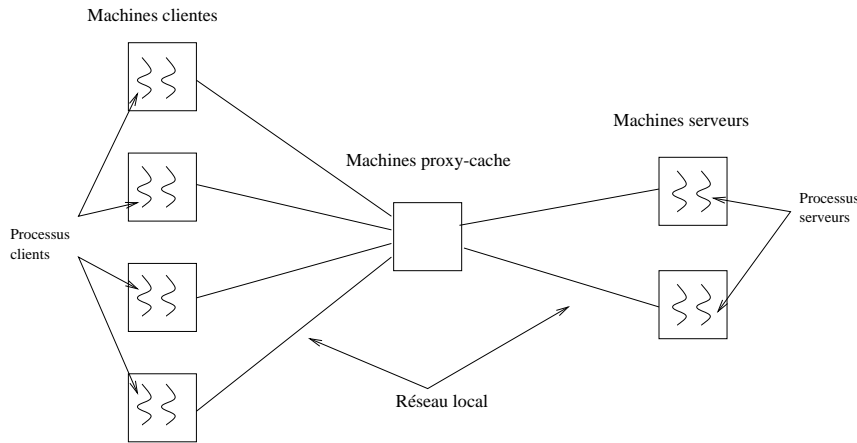 Machines clientes
Machines serveurs
Machines proxy-cache
Processus
clients
Processus
serveurs
Réseau local